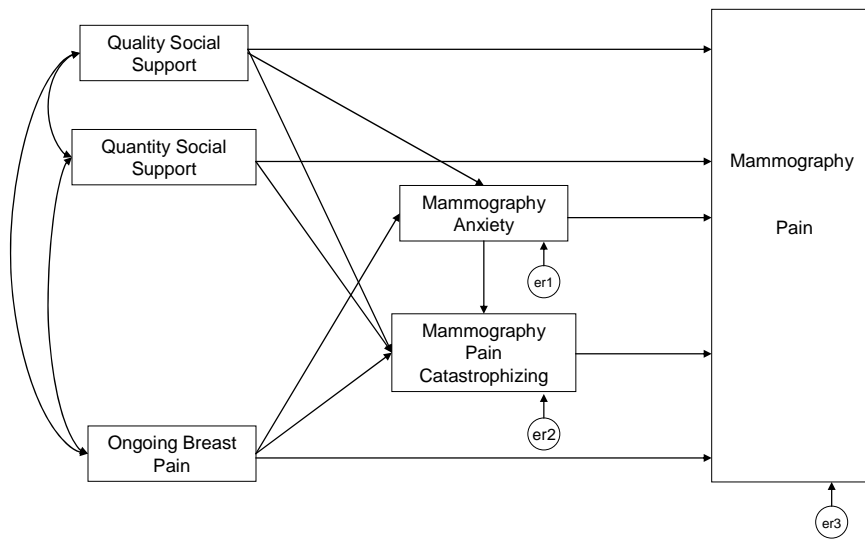 Quality Social
Support
Quantity Social
Support
Mammography
Anxiety
er1
Mammography
Pain
Catastrophizing
er2
Ongoing Breast
Pain
Mammography
Pain
er3